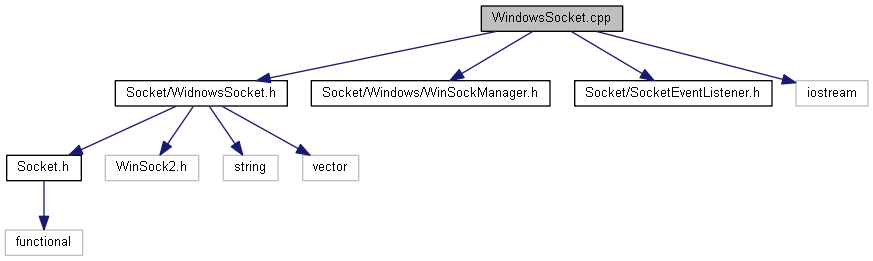 WindowsSocket.cpp
Socket/WidnowsSocket.h
Socket/Windows/WinSockManager.h
Socket/SocketEventListener.h
iostream
Socket.h
WinSock2.h
string
vector
functional